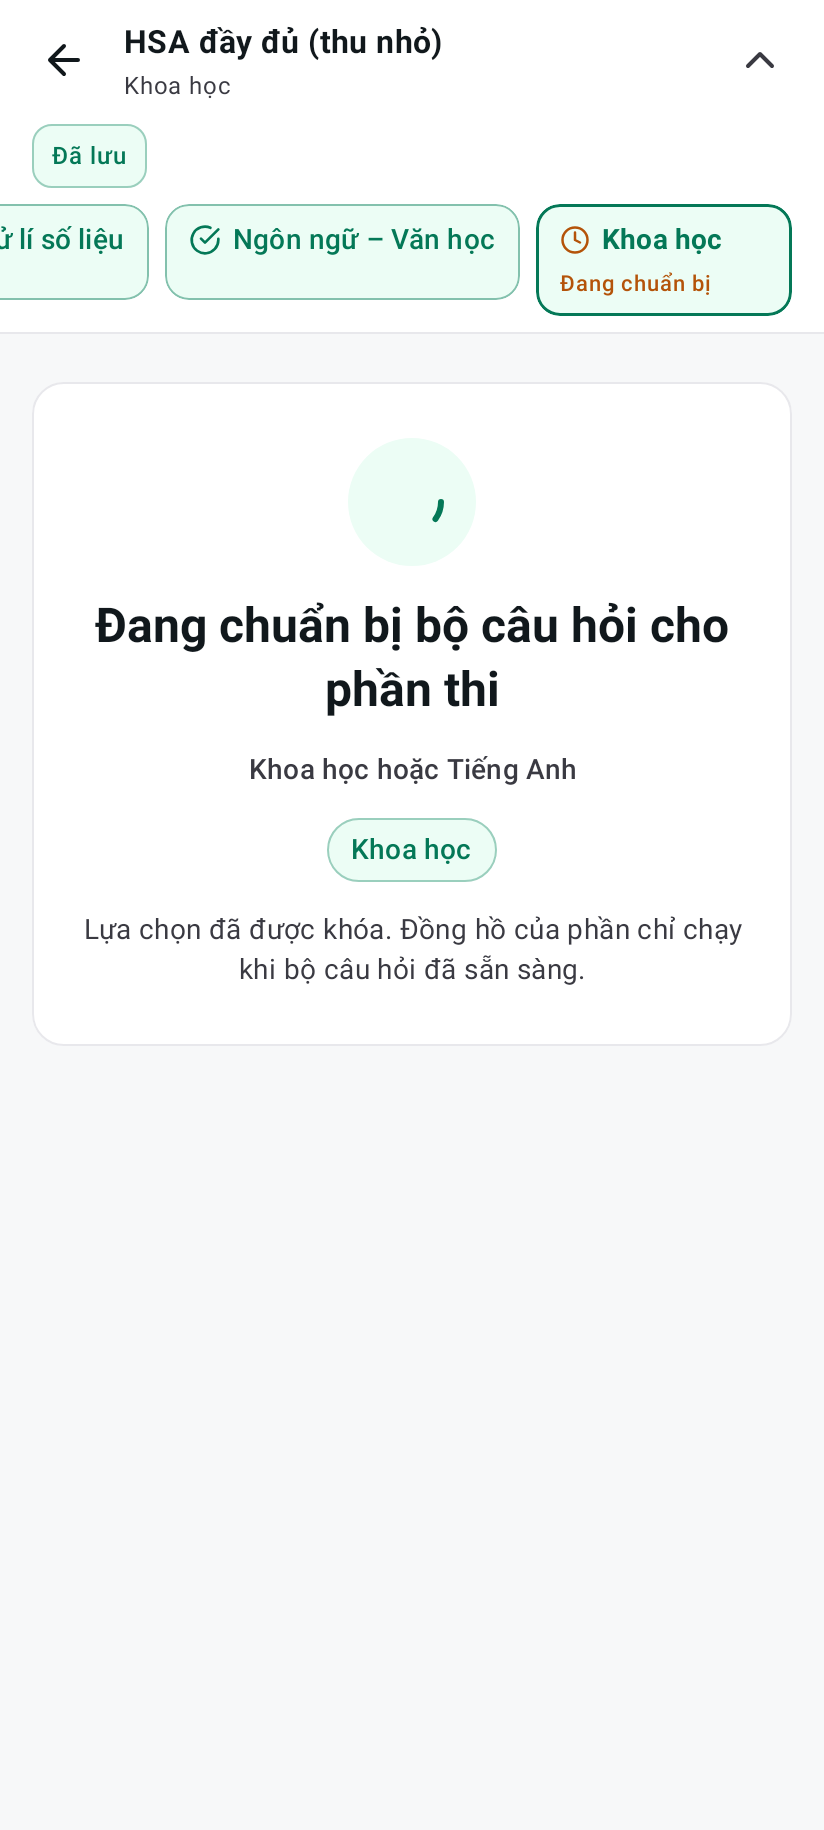 HSA đầy đủ (thu nhỏ)
Khoa học
Đã lưu
lí số liệu
Ngôn ngữ – Văn học
Khoa học
Đang chuẩn bị
Đang chuẩn bị bộ câu hỏi cho
phần thi
Khoa học hoặc Tiếng Anh
Khoa học
Lựa chọn đã được khóa. Đồng hồ của phần chỉ chạy
khi bộ câu hỏi đã sẵn sàng.